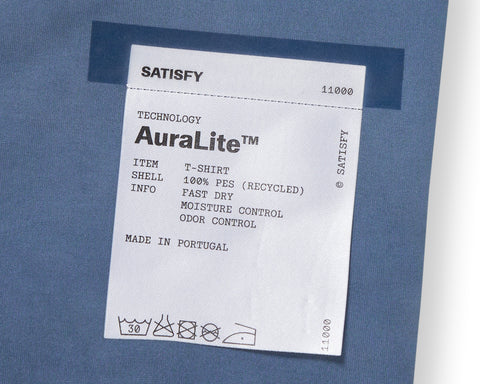 SATISFY
11000
TECHNOLOGY
AuraLite™
ITEM T-SHIRT
SHELL 100% PES (RECYCLED)
INFO FAST DRY
MOISTURE CONTROL
ODOR CONTROL
MADE IN PORTUGAL
© SATISFY
30
11000